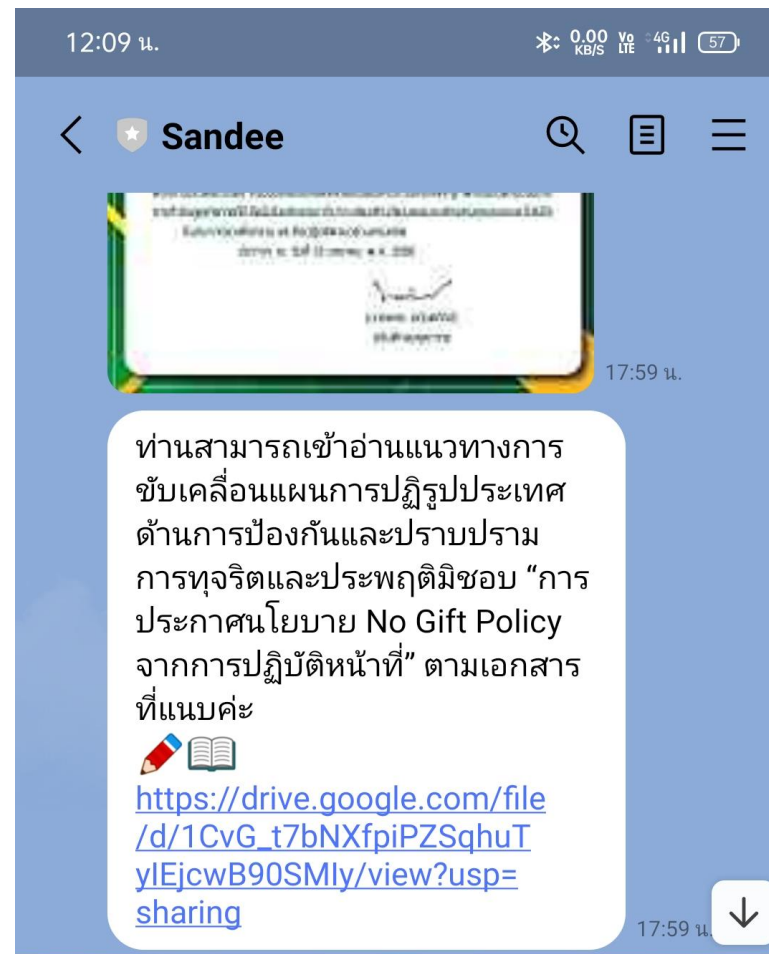 12:09 น.
0.00
KB/S
Vo
LTE
4G
57
Sandee
17:59 น.
ท่านสามารถเข้าอ่านแนวทางการ
ขับเคลื่อนแผนการปฏิรูปประเทศ
ด้านการป้องกันและปราบปราม
การทุจริตและประพฤติมิชอบ “การ
ประกาศนโยบาย No Gift Policy
จากการปฏิบัติหน้าที่” ตามเอกสาร
ที่แนบค่ะ
https://drive.google.com/file
/d/1CvG_t7bNXfpiPZSqhuT
yIEjcwB90SMly/view?usp=
sharing
17:59 น.